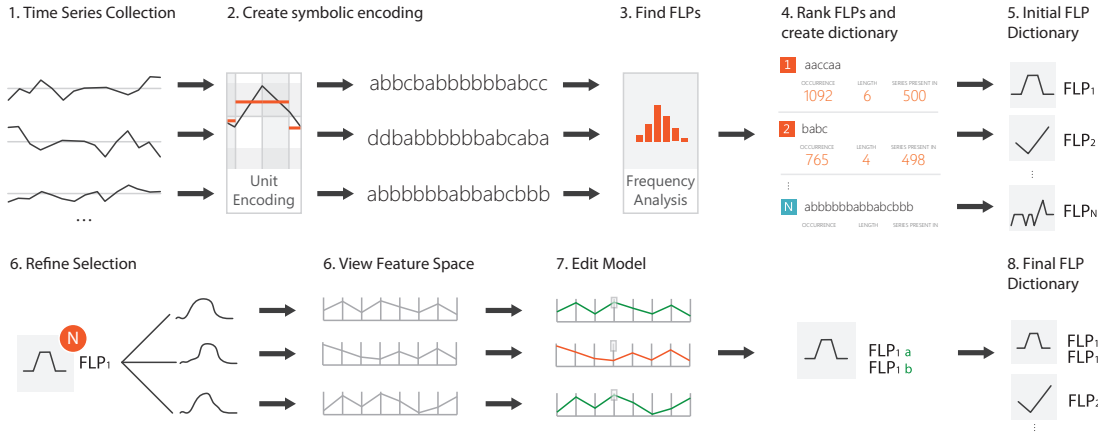 1. Time Series Collection
2. Create symbolic encoding
3. Find FLPs
4. Rank FLPs and
create dictionary
5. Initial FLP
Dictionary
...
Unit
Encoding
abbcbabbbbbbabcc
ddbabbbbbbabcaba
abbbbbbabbabcbbb
Frequency
Analysis
1 aaccaa
OCCURRENCE LENGTH SERIES PRESENT IN
1092 6 500
2 babc
OCCURRENCE LENGTH SERIES PRESENT IN
765 4 498
...
N abbbbbbabbabcbbb
OCCURRENCE LENGTH SERIES PRESENT IN
FLP1
FLP2
...
FLPN
6. Refine Selection
6. View Feature Space
7. Edit Model
8. Final FLP
Dictionary
N
FLP1
FLP1 a
FLP1 b
FLP1
FLP1
FLP2
...